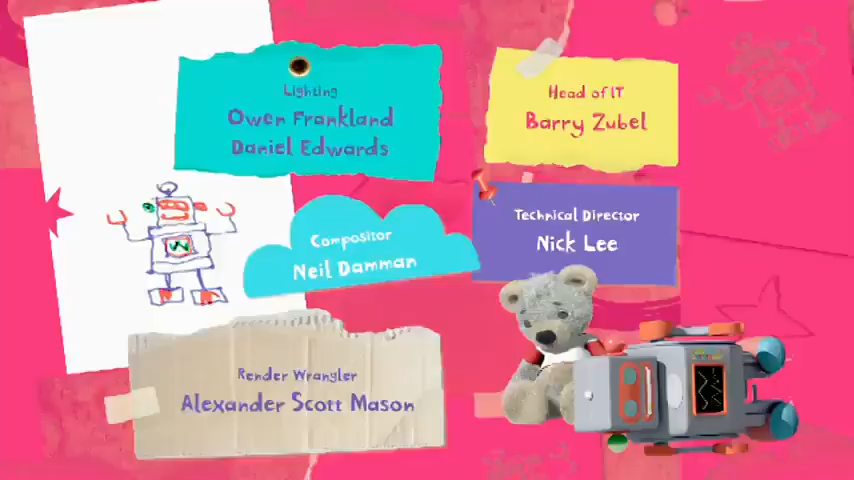 Lighting
Owen Frankland
Daniel Edwards
Head of IT
Barry Zubel
Technical Director
Nick Lee
Compositor
Neil Damman
Render Wrangler
Alexander Scott Mason